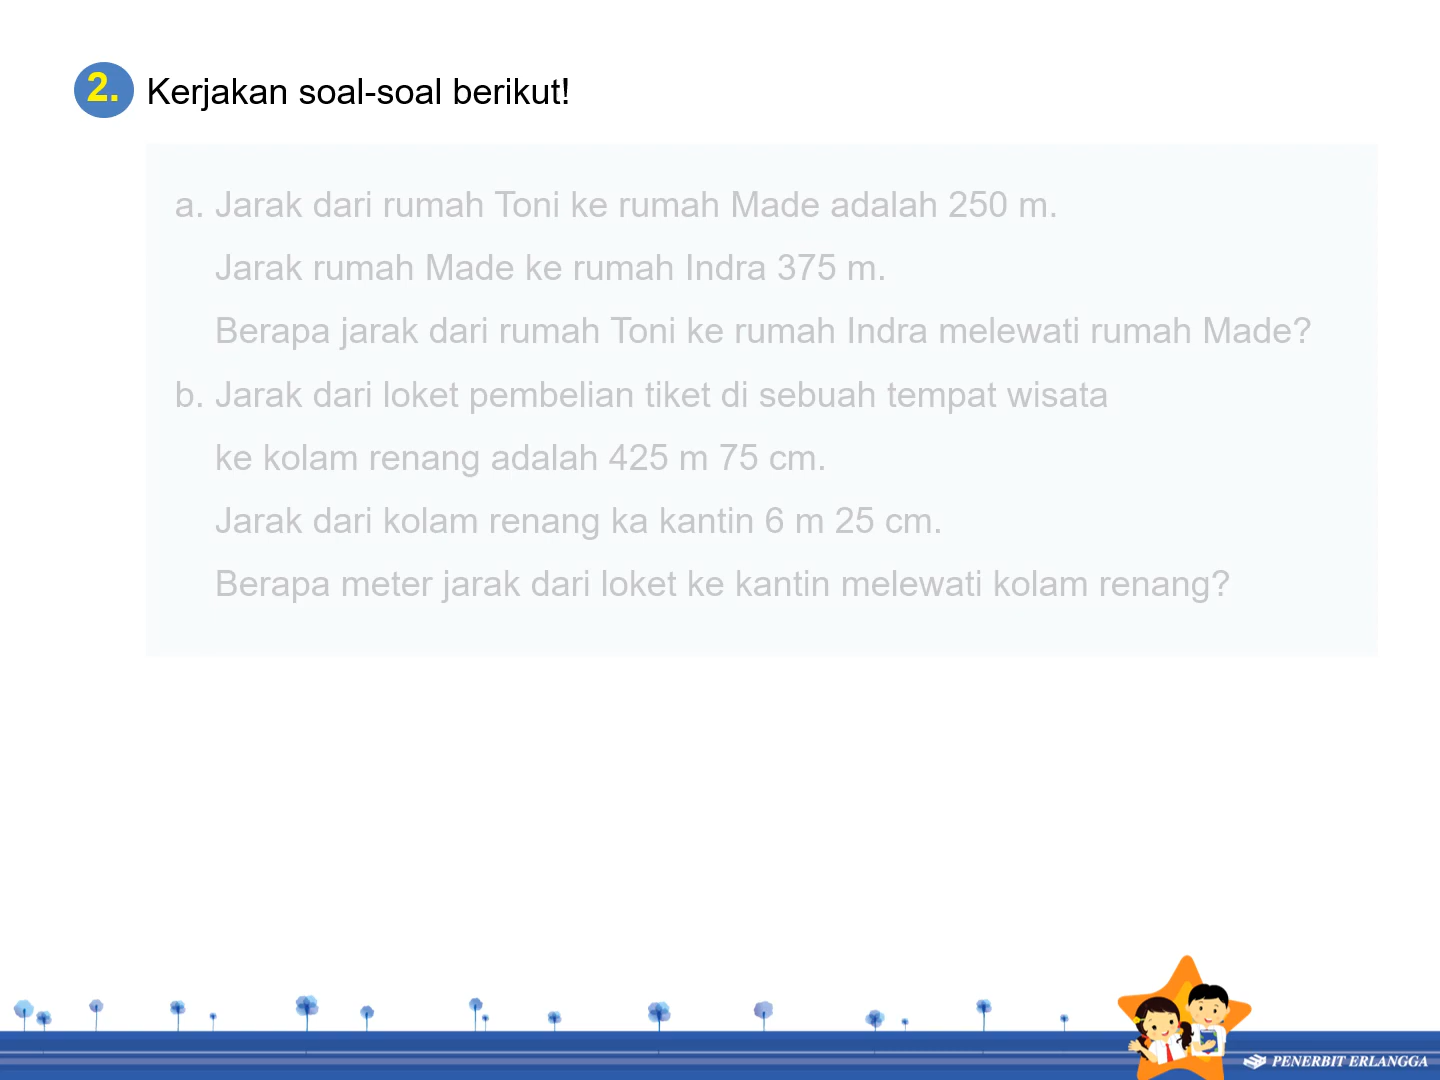 2. Kerjakan soal-soal berikut!
a. Jarak dari rumah Toni ke rumah Made adalah 250 m.
Jarak rumah Made ke rumah Indra 375 m.
Berapa jarak dari rumah Toni ke rumah Indra melewati rumah Made?
b. Jarak dari loket pembelian tiket di sebuah tempat wisata
ke kolam renang adalah 425 m 75 cm.
Jarak dari kolam renang ka kantin 6 m 25 cm.
Berapa meter jarak dari loket ke kantin melewati kolam renang?
PENERBIT ERLANGGA